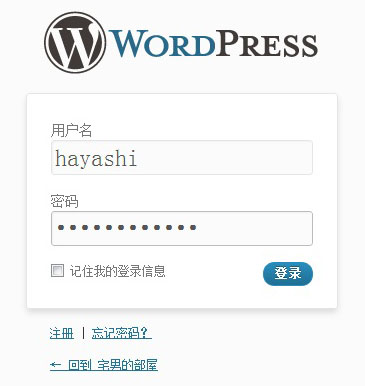 WORDPRESS
用户名
hayashi
密码
••••••••••••
记住我的登录信息
登录
注册 | 忘记密码？
← 回到 宅男的部屋